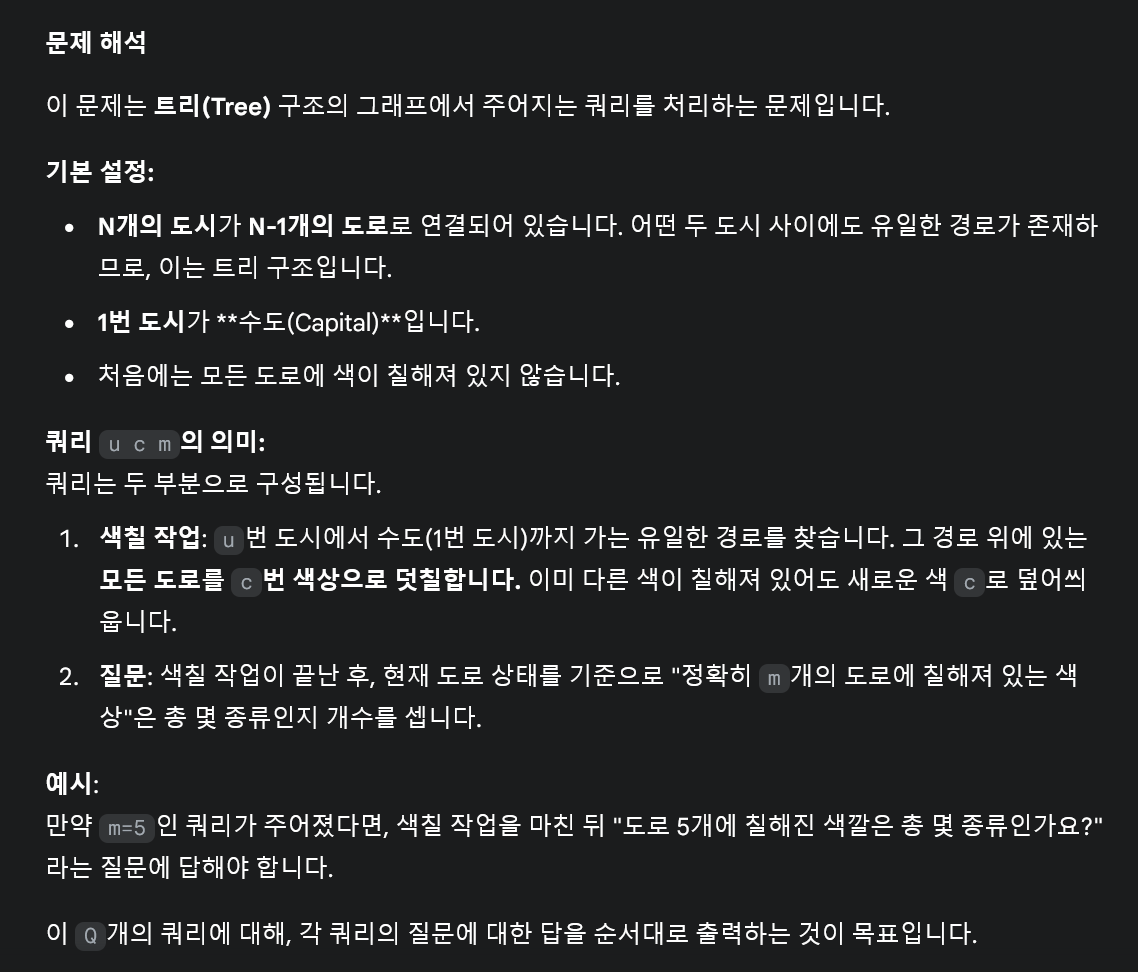 문제 해석
이 문제는 트리(Tree) 구조의 그래프에서 주어지는 쿼리를 처리하는 문제입니다.
기본 설정:
• N개의 도시가 N-1개의 도로로 연결되어 있습니다. 어떤 두 도시 사이에도 유일한 경로가 존재하
므로, 이는 트리 구조입니다.
• 1번 도시가 **수도(Capital)**입니다.
• 처음에는 모든 도로에 색이 칠해져 있지 않습니다.
쿼리 u c m의 의미:
쿼리는 두 부분으로 구성됩니다.
1. 색칠 작업: u번 도시에서 수도(1번 도시)까지 가는 유일한 경로를 찾습니다. 그 경로 위에 있는
모든 도로를 c번 색상으로 덧칠합니다. 이미 다른 색이 칠해져 있어도 새로운 색 c로 덮어씌
웁니다.
2. 질문: 색칠 작업이 끝난 후, 현재 도로 상태를 기준으로 "정확히 m개의 도로에 칠해져 있는 색
상"은 총 몇 종류인지 개수를 셉니다.
예시:
만약 m=5인 쿼리가 주어졌다면, 색칠 작업을 마친 뒤 "도로 5개에 칠해진 색깔은 총 몇 종류인가요?"
라는 질문에 답해야 합니다.
이 Q개의 쿼리에 대해, 각 쿼리의 질문에 대한 답을 순서대로 출력하는 것이 목표입니다.